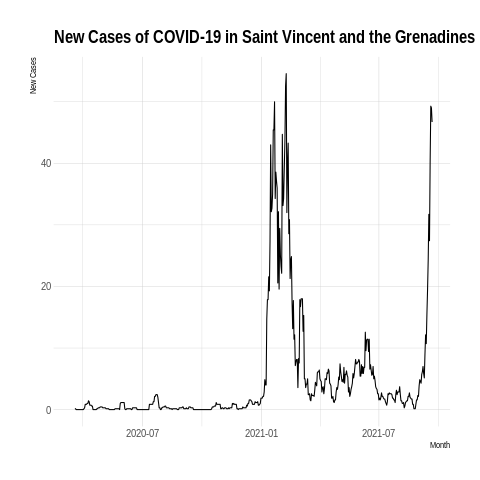 New Cases of COVID-19 in Saint Vincent and the Grenadines
New Cases
40
20
0
2020-07
2021-01
2021-07
Month